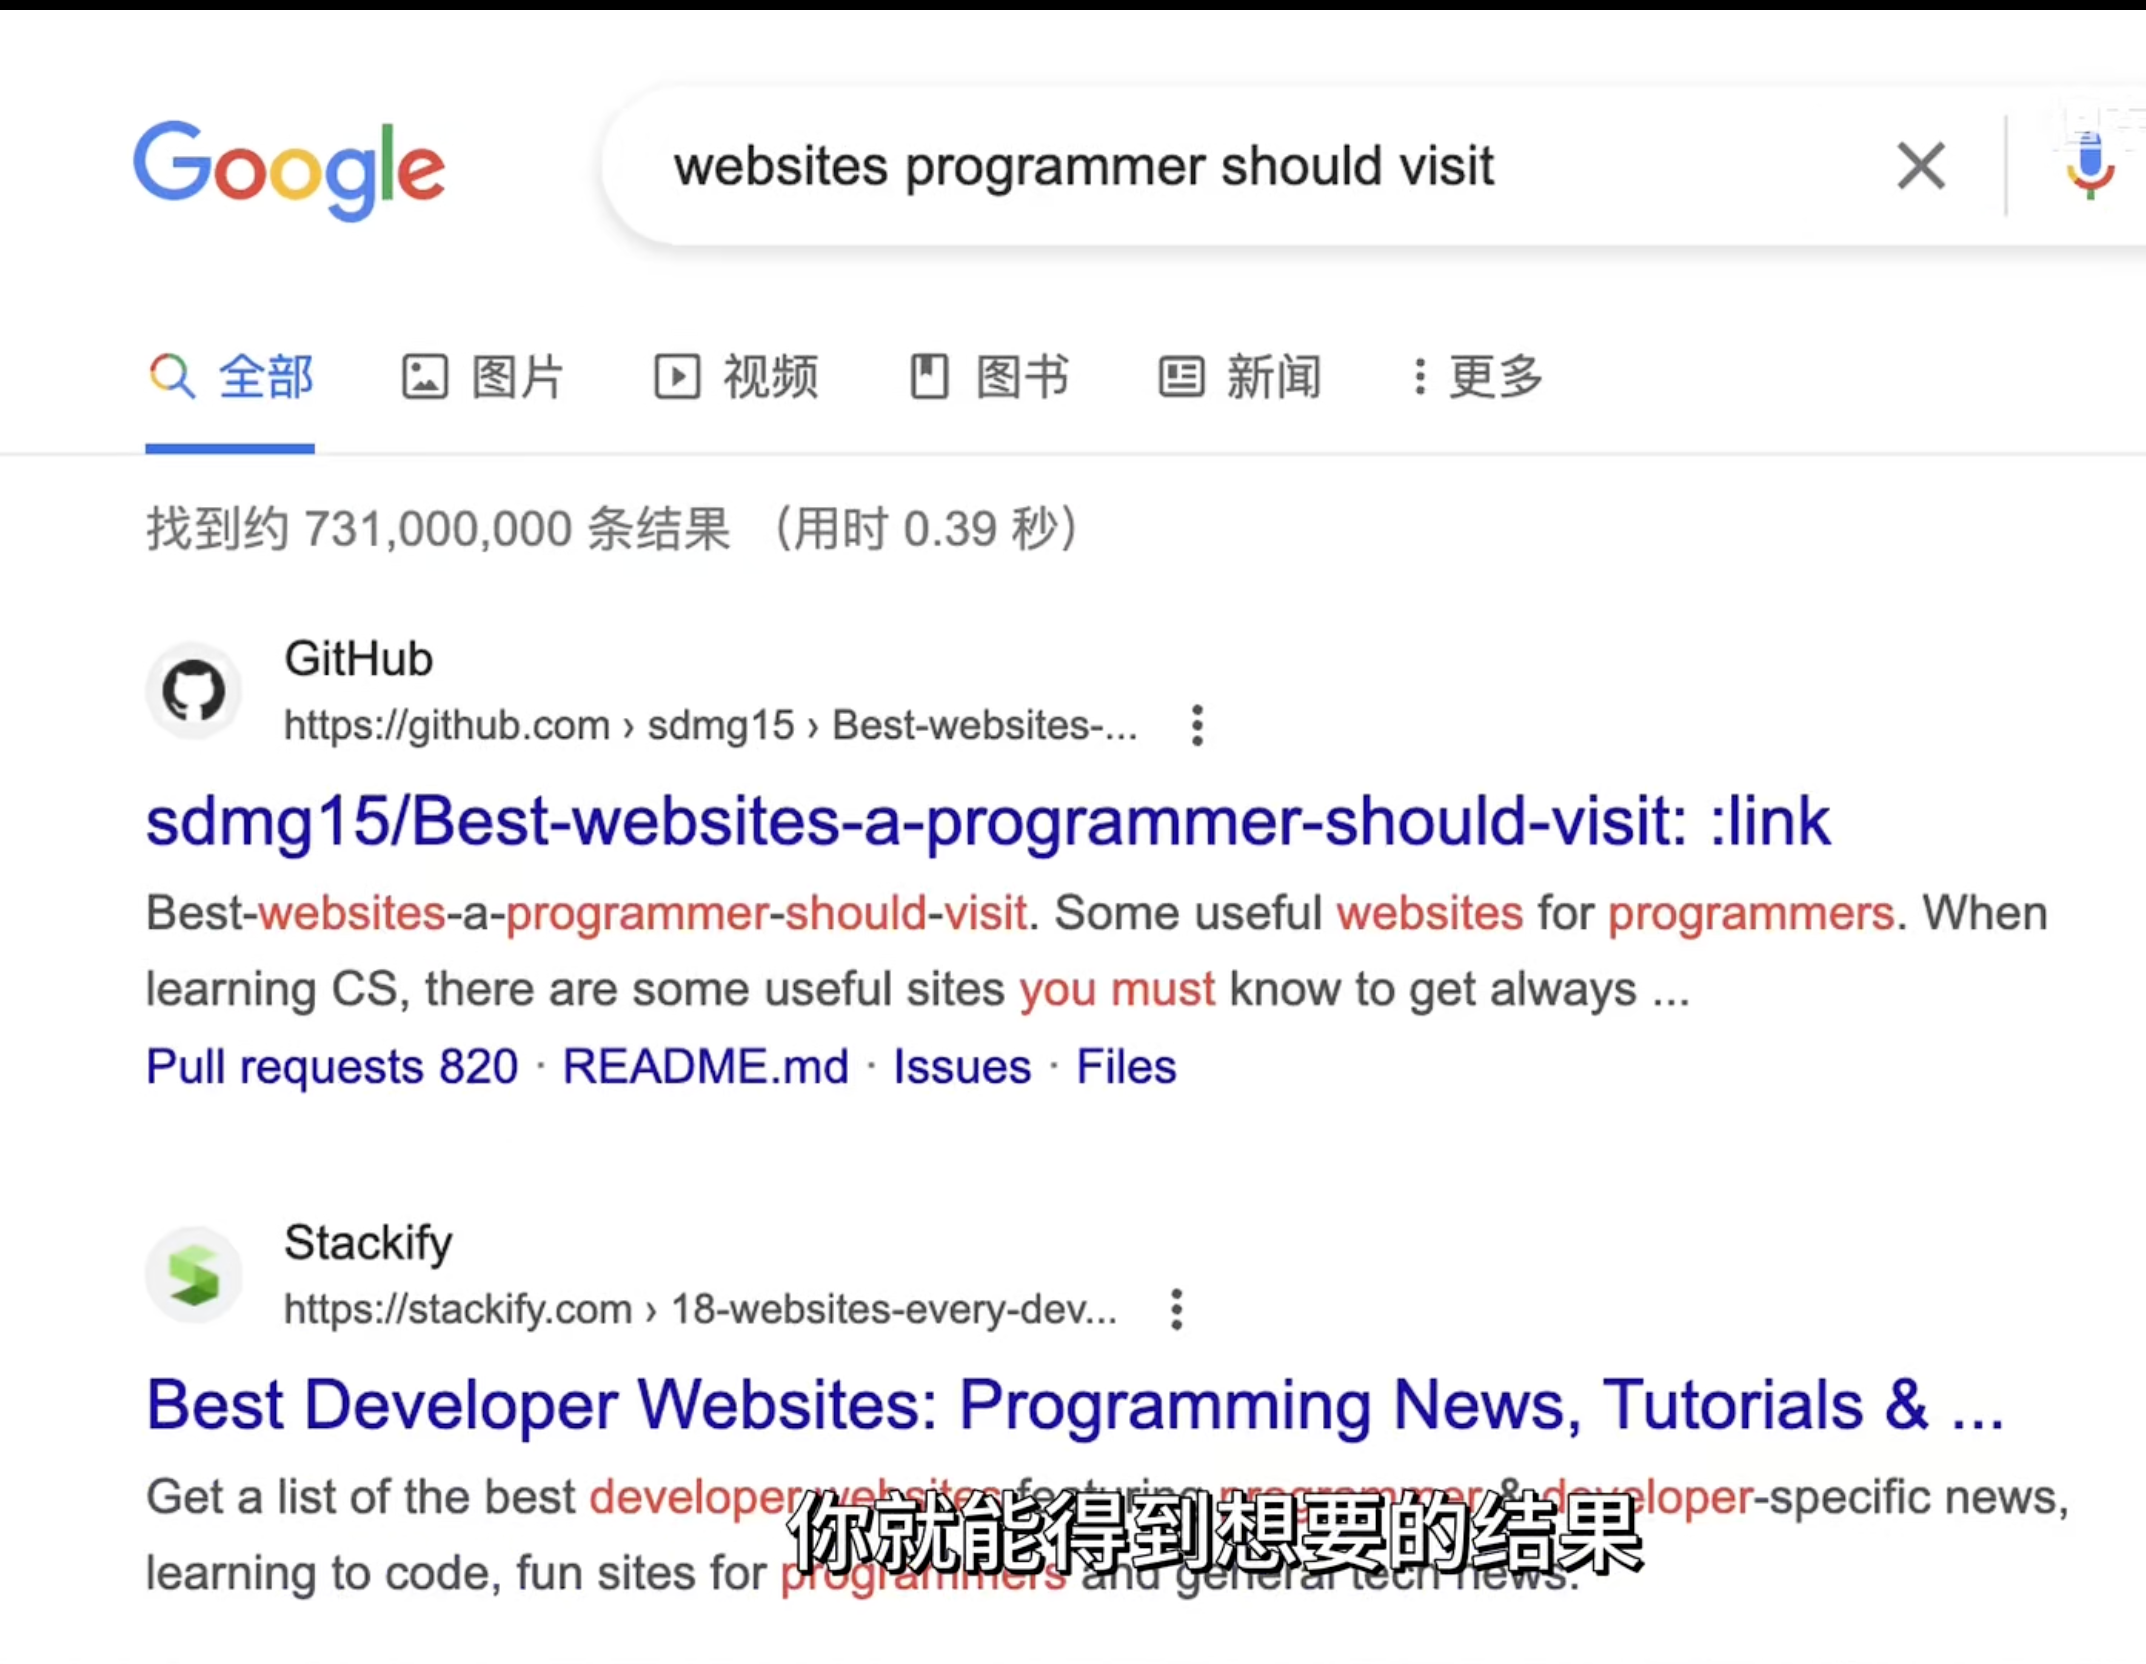 Google
websites programmer should visit
全部 图片 视频 图书 新闻 更多
找到约 731,000,000 条结果 （用时 0.39 秒）
GitHub
https://github.com › sdmg15 › Best-websites-...
sdmg15/Best-websites-a-programmer-should-visit: :link
Best-websites-a-programmer-should-visit. Some useful websites for programmers. When
learning CS, there are some useful sites you must know to get always ...
Pull requests 820 · README.md · Issues · Files
Stackify
https://stackify.com › 18-websites-every-dev...
Best Developer Websites: Programming News, Tutorials & ...
Get a list of the best developer websites featuring programmer & developer-specific news,
learning to code, fun sites for programmers and general tech news.
你就能得到想要的结果